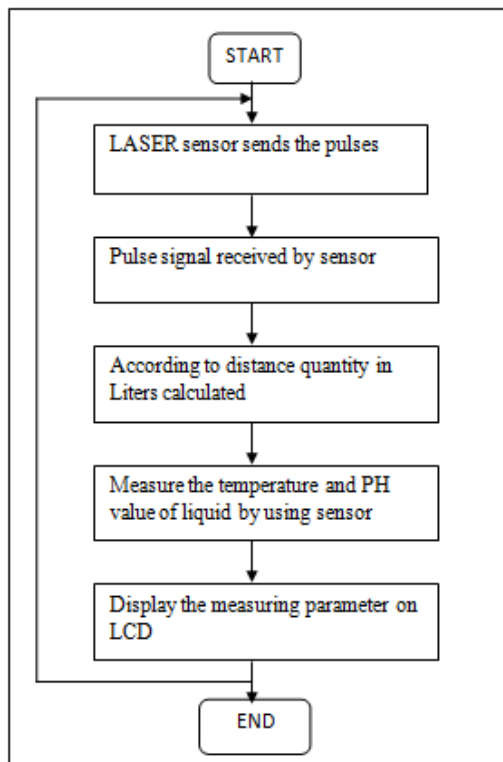 START
LASER sensor sends the pulses
Pulse signal received by sensor
According to distance quantity in
Liters calculated
Measure the temperature and PH
value of liquid by using sensor
Display the measuring parameter on
LCD
END